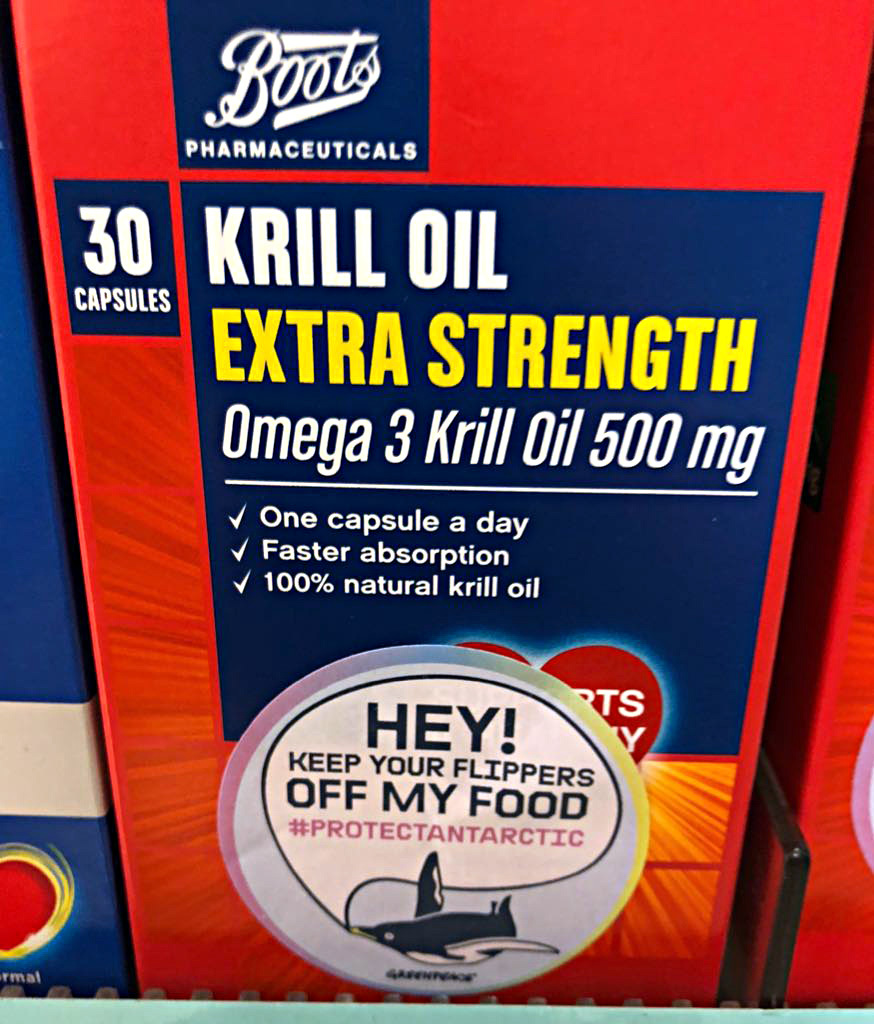 Boots
PHARMACEUTICALS
30
CAPSULES
KRILL OIL
EXTRA STRENGTH
Omega 3 Krill Oil 500 mg
One capsule a day
Faster absorption
100% natural krill oil
HEY!
KEEP YOUR FLIPPERS
OFF MY FOOD
#PROTECTANTARCTIC
GREENPEACE